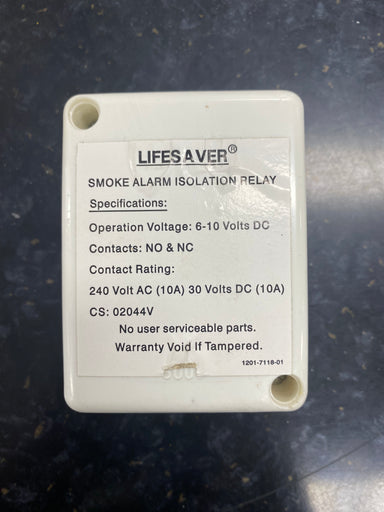 LIFESAVER®
SMOKE ALARM ISOLATION RELAY
Specifications:
Operation Voltage: 6-10 Volts DC
Contacts: NO & NC
Contact Rating:
240 Volt AC (10A) 30 Volts DC (10A)
CS: 02044V
No user serviceable parts.
Warranty Void If Tampered.
1201-7118-01